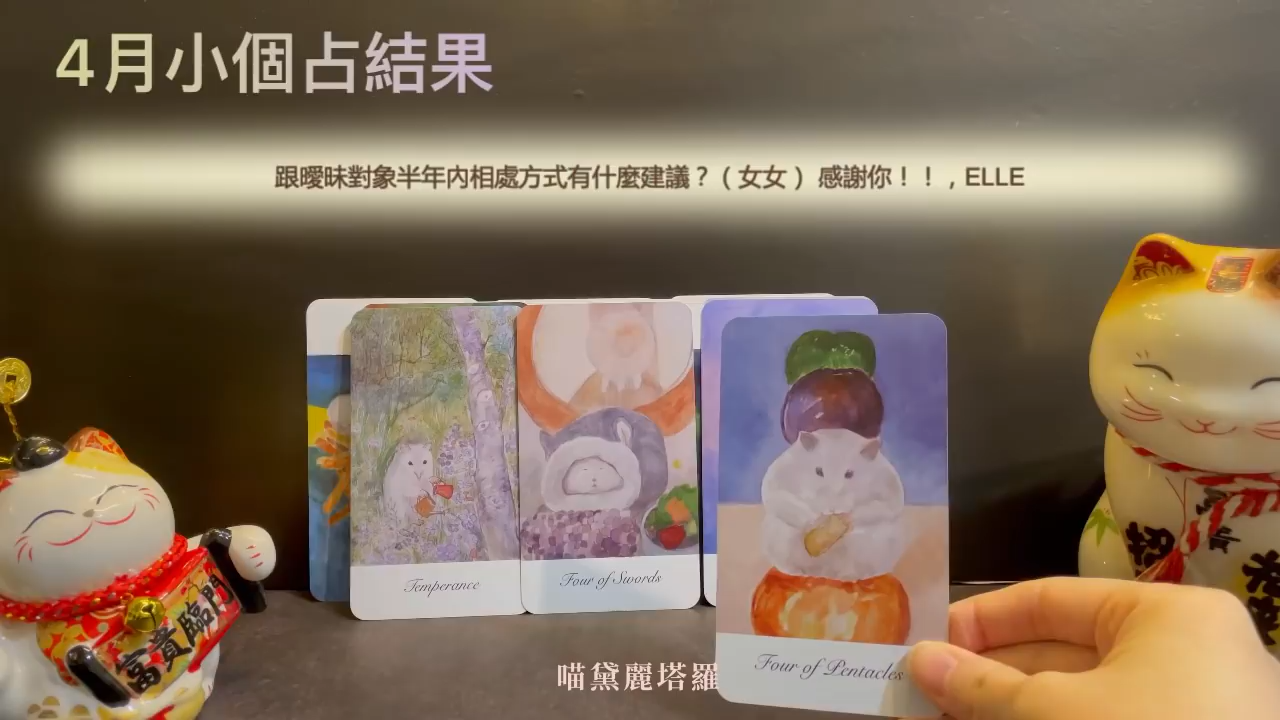 4月小個占結果
跟曖昧對象半年內相處方式有什麼建議？（女女） 感謝你！！，ELLE
Temperance
Four of Swords
Four of Pentacles
喵黛麗塔羅
富貴臨門
招